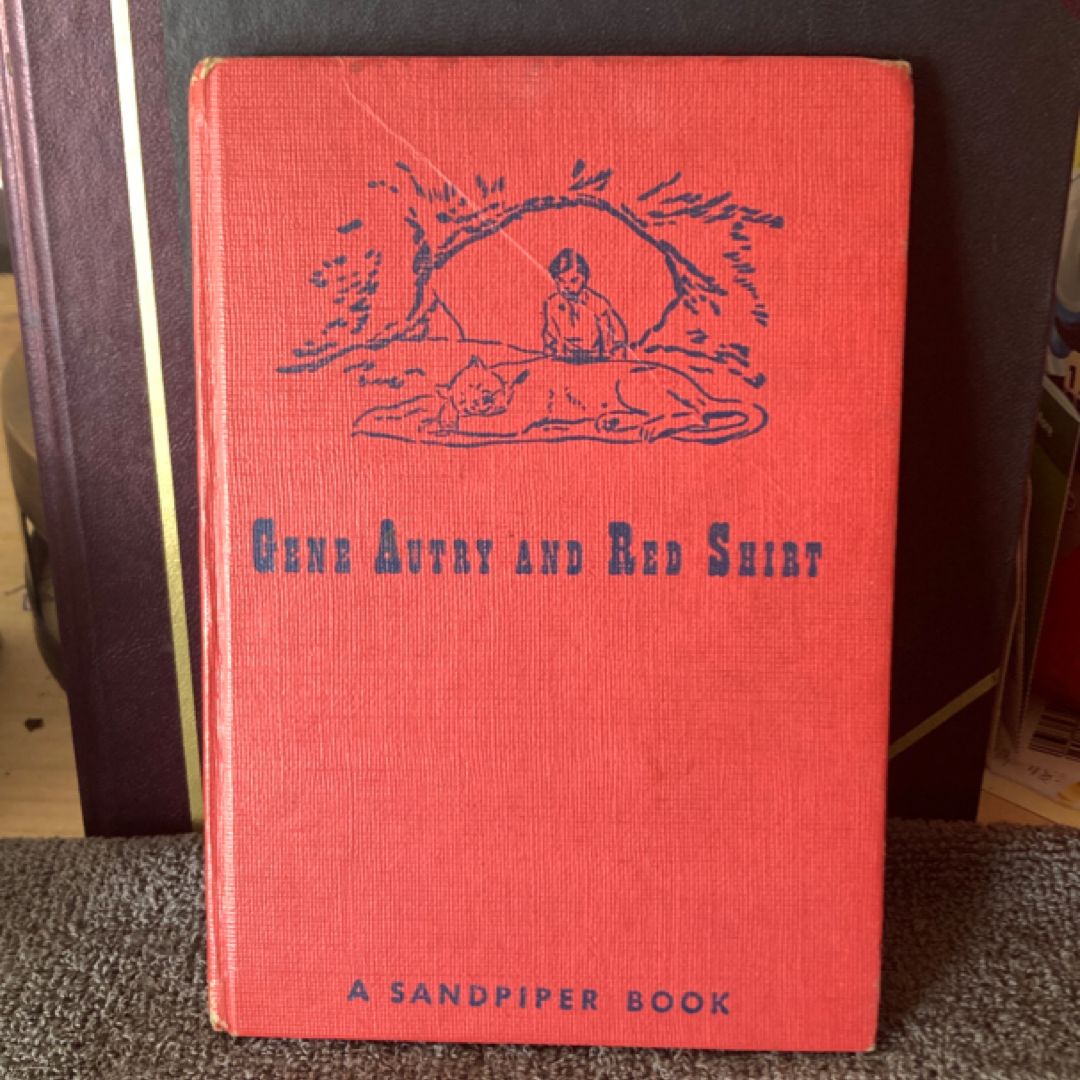 GENE AUTRY AND RED SHIRT
A SANDPIPER BOOK